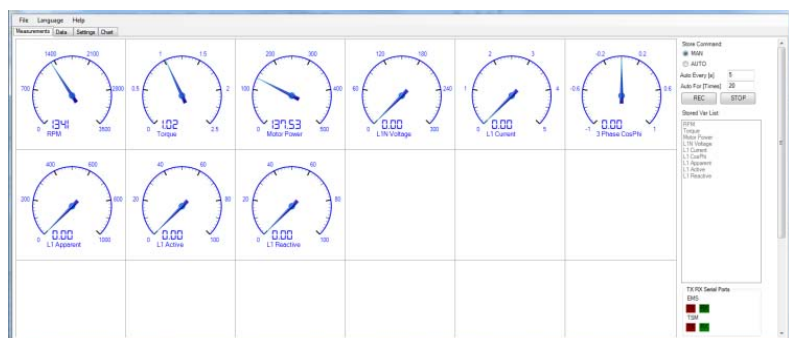 File Language Help
Measurements Data Settings Chart
1400 2100
700 2800
0 1341 3500
RPM
1 1.5
0.5 2
0 1.02 2.5
Torque
200 300
100 400
0 137.53 500
Motor Power
120 180
60 240
0 0.00 300
L1N Voltage
2 3
1 4
0 0.00 5
L1 Current
-0.2 0.2
-0.6 0.6
-1 0.00 1
3 Phase CosPhi
400 600
200 800
0 0.00 1000
L1 Apparent
40 60
20 80
0 0.00 100
L1 Active
40 60
20 80
0 0.00 100
L1 Reactive
Store Command
MAN
AUTO
Auto Every [s] 5
Auto For [Times] 20
REC STOP
Stored Var List
RPM
Torque
Motor Power
L1N Voltage
L1 Current
L1 CosPhi
L1 Apparent
L1 Active
L1 Reactive
TX RX Serial Ports
EMS
TSM